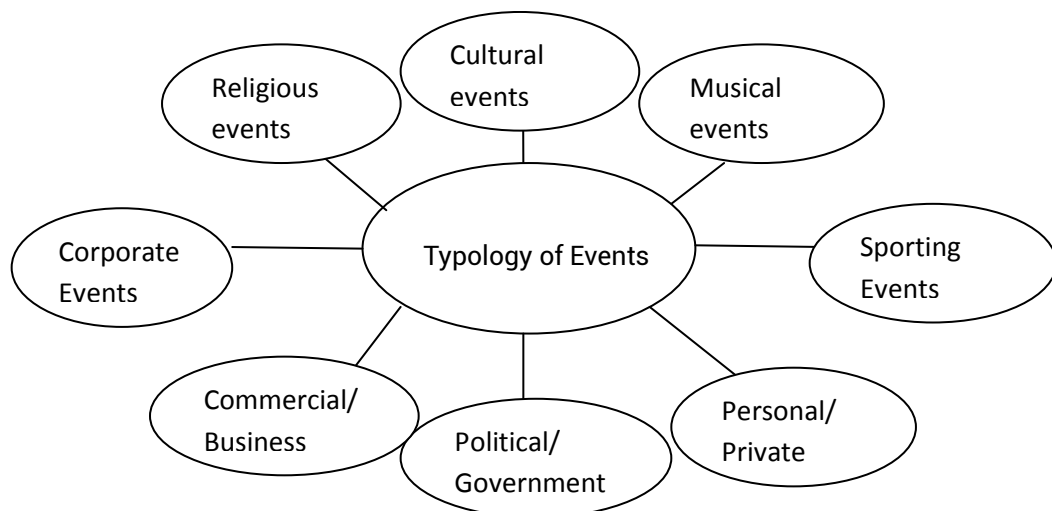 Cultural
events
Religious
events
Musical
events
Typology of Events
Corporate
Events
Sporting
Events
Commercial/
Business
Political/
Government
Personal/
Private